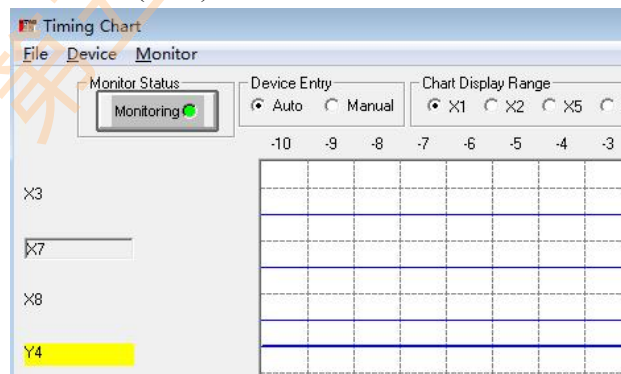 Timing Chart
File Device Monitor
Monitor Status Device Entry Chart Display Range
Monitoring Auto Manual X1 X2 X5
-10 -9 -8 -7 -6 -5 -4 -3
X3
X7
X8
Y4